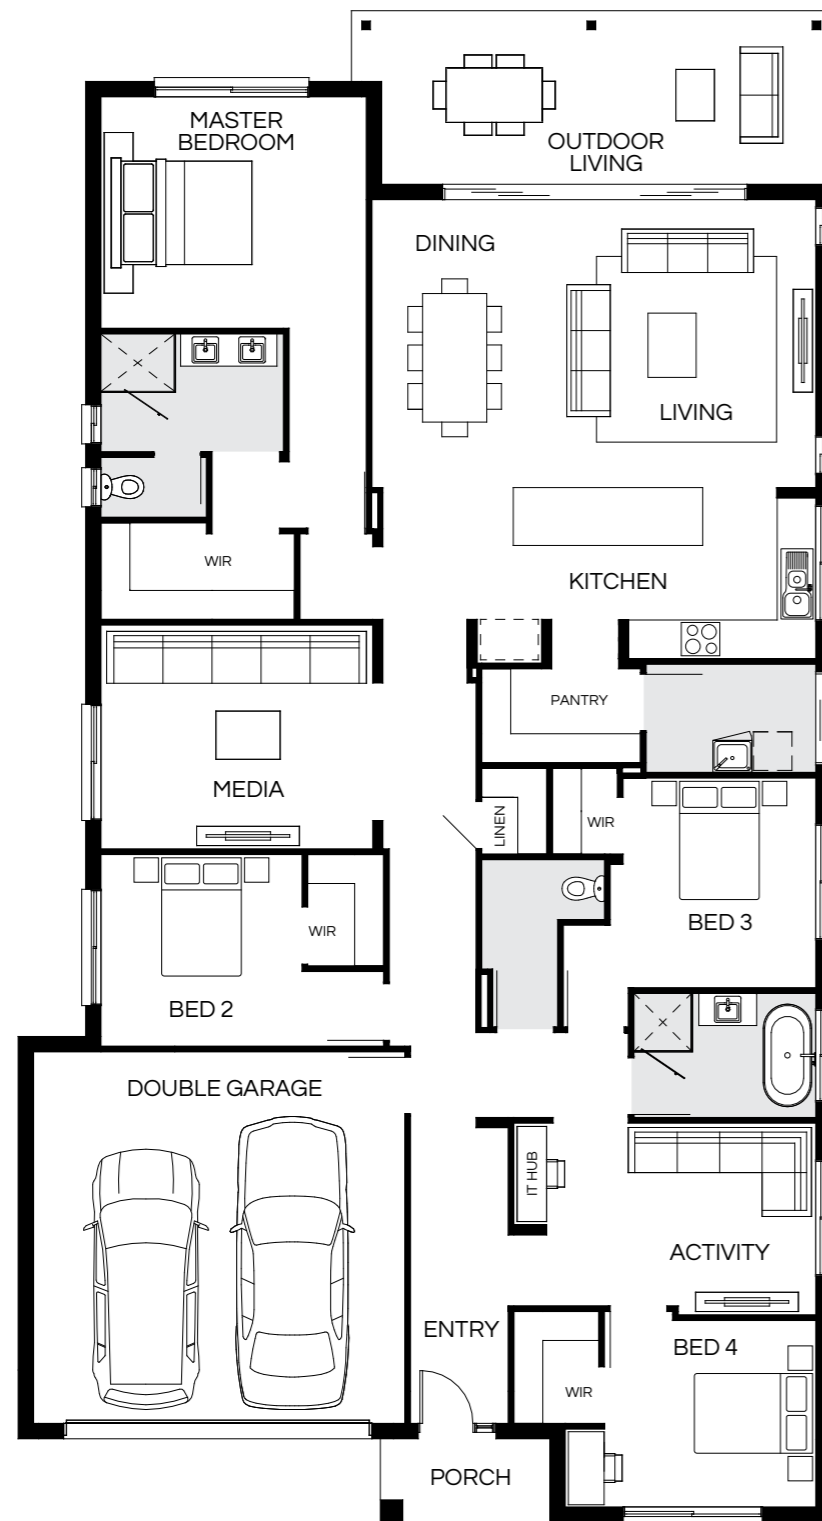 MASTER
BEDROOM
OUTDOOR
LIVING
DINING
LIVING
WIR
KITCHEN
PANTRY
MEDIA
LINEN
WIR
BED 3
WIR
BED 2
DOUBLE GARAGE
IT HUB
ACTIVITY
ENTRY
BED 4
WIR
PORCH